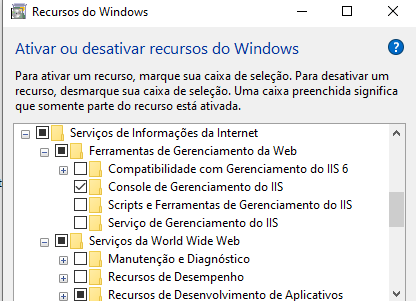 Recursos do Windows
Ativar ou desativar recursos do Windows
Para ativar um recurso, marque sua caixa de seleção. Para desativar um
recurso, desmarque sua caixa de seleção. Uma caixa preenchida significa
que somente parte do recurso está ativada.
Serviços de Informações da Internet
Ferramentas de Gerenciamento da Web
Compatibilidade com Gerenciamento do IIS 6
Console de Gerenciamento do IIS
Scripts e Ferramentas de Gerenciamento do IIS
Serviço de Gerenciamento do IIS
Serviços da World Wide Web
Manutenção e Diagnóstico
Recursos de Desempenho
Recursos de Desenvolvimento de Aplicativos